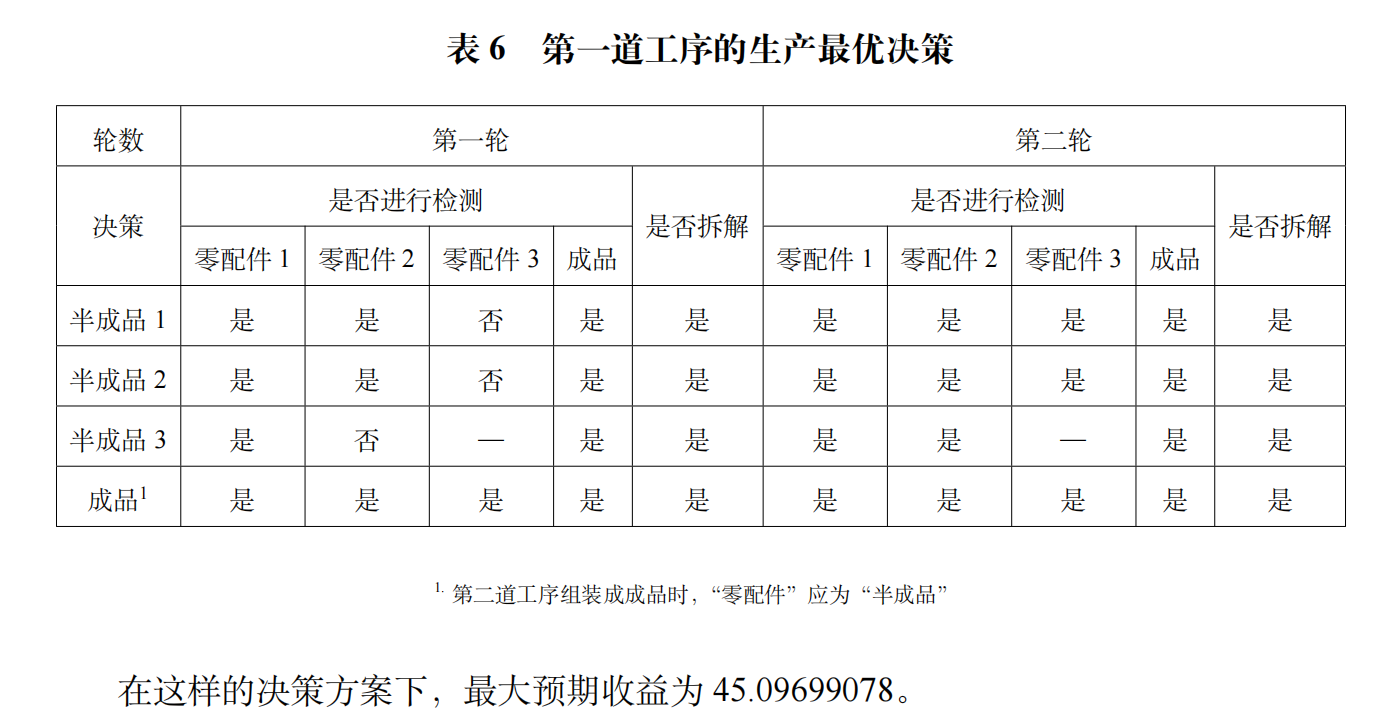 表 6 第一道工序的生产最优决策
轮数 第一轮 第二轮
决策 是否进行检测 是否拆解 是否进行检测 是否拆解
零配件 1 零配件 2 零配件 3 成品 零配件 1 零配件 2 零配件 3 成品
半成品 1 是 是 否 是 是 是 是 是 是 是
半成品 2 是 是 否 是 是 是 是 是 是 是
半成品 3 是 否 — 是 是 是 是 — 是 是
成品1 是 是 是 是 是 是 是 是 是 是
1. 第二道工序组装成成品时，“零配件”应为“半成品”
在这样的决策方案下，最大预期收益为 45.09699078。